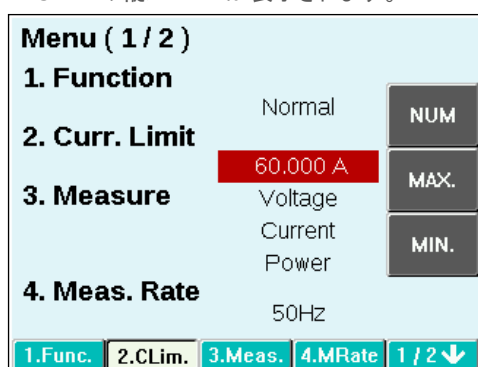 Menu ( 1 / 2 )
1. Function
Normal
NUM
2. Curr. Limit
60.000 A
MAX.
3. Measure
Voltage
Current
MIN.
Power
4. Meas. Rate
50Hz
1.Func. 2.CLim. 3.Meas. 4.MRate 1 / 2